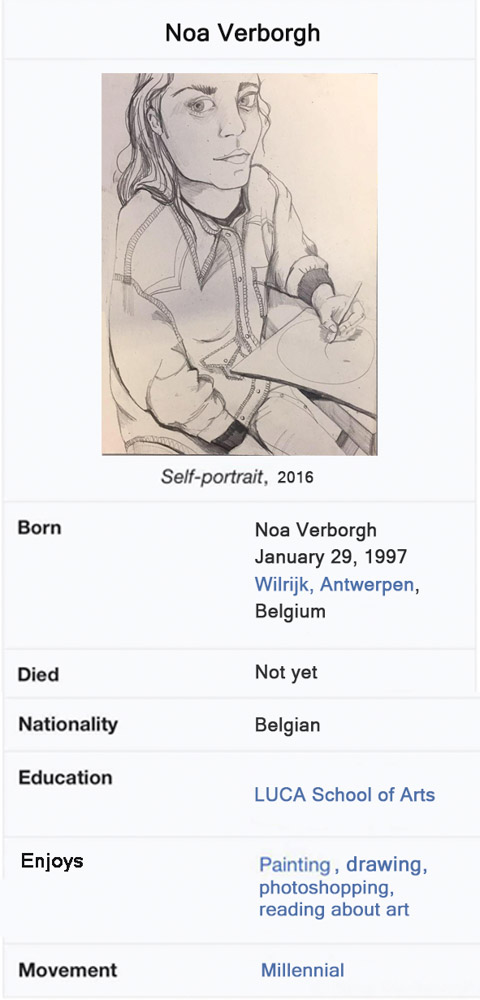 Noa Verborgh
Self-portrait, 2016
Born
Noa Verborgh
January 29, 1997
Wilrijk, Antwerpen,
Belgium
Died
Not yet
Nationality
Belgian
Education
LUCA School of Arts
Enjoys
Painting, drawing,
photoshopping,
reading about art
Movement
Millennial